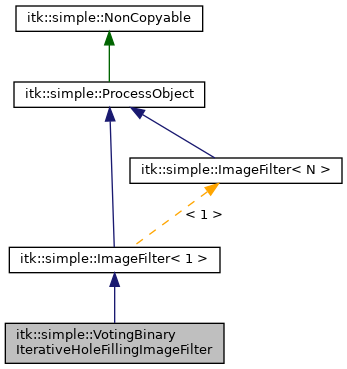 itk::simple::NonCopyable
itk::simple::ProcessObject
itk::simple::ImageFilter< N >
< 1 >
itk::simple::ImageFilter< 1 >
itk::simple::VotingBinary
IterativeHoleFillingImageFilter